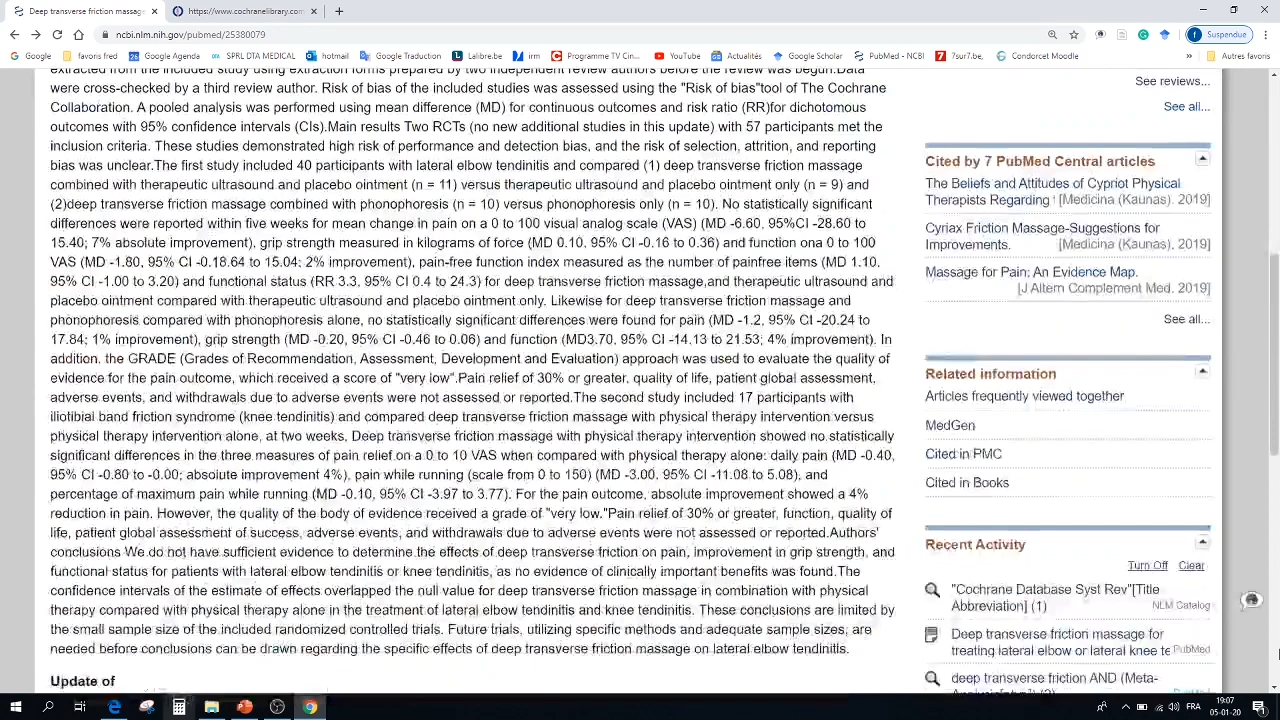 Deep transverse friction massage
https://www.cochranelibrary.com
ncbi.nlm.nih.gov/pubmed/25380079
Suspendue
Google
favoris fred
Google Agenda
SPRL DTA MEDICAL
hotmail
Google Traduction
Lalibre.be
irm
Programme TV Cin...
YouTube
Actualités
Google Scholar
PubMed - NCBI
7sur7.be,
Condorcet Moodle
»
Autres favoris
extracted from the included study using extraction forms prepared by two independent review authors before the review was begun.Data
were cross-checked by a third review author. Risk of bias of the included studies was assessed using the "Risk of bias"tool of The Cochrane
Collaboration. A pooled analysis was performed using mean difference (MD) for continuous outcomes and risk ratio (RR)for dichotomous
outcomes with 95% confidence intervals (CIs).Main results Two RCTs (no new additional studies in this update) with 57 participants met the
inclusion criteria. These studies demonstrated high risk of performance and detection bias, and the risk of selection, attrition, and reporting
bias was unclear.The first study included 40 participants with lateral elbow tendinitis and compared (1) deep transverse friction massage
combined with therapeutic ultrasound and placebo ointment (n = 11) versus therapeutic ultrasound and placebo ointment only (n = 9) and
(2)deep transverse friction massage combined with phonophoresis (n = 10) versus phonophoresis only (n = 10). No statistically significant
differences were reported within five weeks for mean change in pain on a 0 to 100 visual analog scale (VAS) (MD -6.60, 95%CI -28.60 to
15.40; 7% absolute improvement), grip strength measured in kilograms of force (MD 0.10, 95% CI -0.16 to 0.36) and function ona 0 to 100
VAS (MD -1.80, 95% CI -0.18.64 to 15.04; 2% improvement), pain-free function index measured as the number of painfree items (MD 1.10,
95% CI -1.00 to 3.20) and functional status (RR 3.3, 95% CI 0.4 to 24.3) for deep transverse friction massage,and therapeutic ultrasound and
placebo ointment compared with therapeutic ultrasound and placebo ointment only. Likewise for deep transverse friction massage and
phonophoresis compared with phonophoresis alone, no statistically significant differences were found for pain (MD -1.2, 95% CI -20.24 to
17.84; 1% improvement), grip strength (MD -0.20, 95% CI -0.46 to 0.06) and function (MD3.70, 95% CI -14.13 to 21.53; 4% improvement). In
addition, the GRADE (Grades of Recommendation, Assessment, Development and Evaluation) approach was used to evaluate the quality of
evidence for the pain outcome, which received a score of "very low".Pain relief of 30% or greater, quality of life, patient global assessment,
adverse events, and withdrawals due to adverse events were not assessed or reported.The second study included 17 participants with
iliotibial band friction syndrome (knee tendinitis) and compared deep transverse friction massage with physical therapy intervention versus
physical therapy intervention alone, at two weeks. Deep transverse friction massage with physical therapy intervention showed no statistically
significant differences in the three measures of pain relief on a 0 to 10 VAS when compared with physical therapy alone: daily pain (MD -0.40,
95% CI -0.80 to -0.00; absolute improvement 4%), pain while running (scale from 0 to 150) (MD -3.00, 95% CI -11.08 to 5.08), and
percentage of maximum pain while running (MD -0.10, 95% CI -3.97 to 3.77). For the pain outcome, absolute improvement showed a 4%
reduction in pain. However, the quality of the body of evidence received a grade of "very low."Pain relief of 30% or greater, function, quality of
life, patient global assessment of success, adverse events, and withdrawals due to adverse events were not assessed or reported.Authors'
conclusions We do not have sufficient evidence to determine the effects of deep transverse friction on pain, improvement in grip strength, and
functional status for patients with lateral elbow tendinitis or knee tendinitis, as no evidence of clinically important benefits was found.The
confidence intervals of the estimate of effects overlapped the null value for deep transverse friction massage in combination with physical
therapy compared with physical therapy alone in the treatment of lateral elbow tendinitis and knee tendinitis. These conclusions are limited by
the small sample size of the included randomized controlled trials. Future trials, utilizing specific methods and adequate sample sizes, are
needed before conclusions can be drawn regarding the specific effects of deep transverse friction massage on lateral elbow tendinitis.
Update of
See reviews...
See all...
Cited by 7 PubMed Central articles
The Beliefs and Attitudes of Cypriot Physical
Therapists Regarding [Medicina (Kaunas). 2019]
Cyriax Friction Massage-Suggestions for
Improvements. [Medicina (Kaunas). 2019]
Massage for Pain: An Evidence Map.
[J Altern Complement Med. 2019]
See all...
Related information
Articles frequently viewed together
MedGen
Cited in PMC
Cited in Books
Recent Activity
Turn Off Clear
"Cochrane Database Syst Rev"[Title
Abbreviation] (1) NLM Catalog
Deep transverse friction massage for
treating lateral elbow or lateral knee te PubMed
deep transverse friction AND (Meta-
FRA
19:07
05-01-20